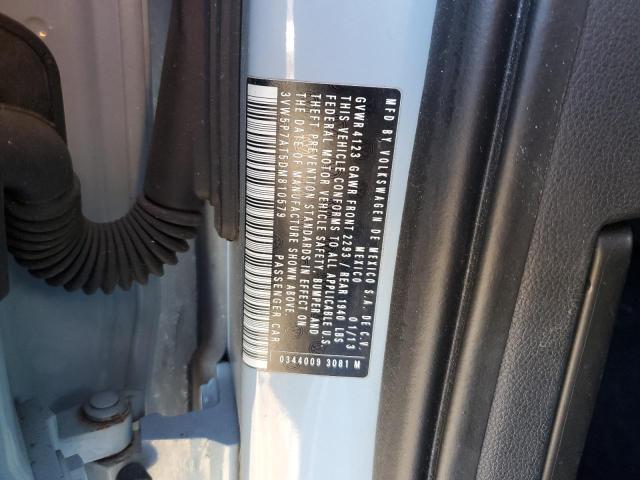 MFD BY VOLKSWAGEN DE MEXICO S.A. DE C.V.
MEXICO 01/13
GVWR 4123 GAWR FRONT 2293 / REAR 1940 LBS
THIS VEHICLE CONFORMS TO ALL APPLICABLE U.S.
FEDERAL MOTOR VEHICLE SAFETY, BUMPER AND
THEFT PREVENTION STANDARDS IN EFFECT ON
THE DATE OF MANUFACTURE SHOWN ABOVE.
3VW5P7AT5DM810579 PASSENGER CAR
0344009 3081 M